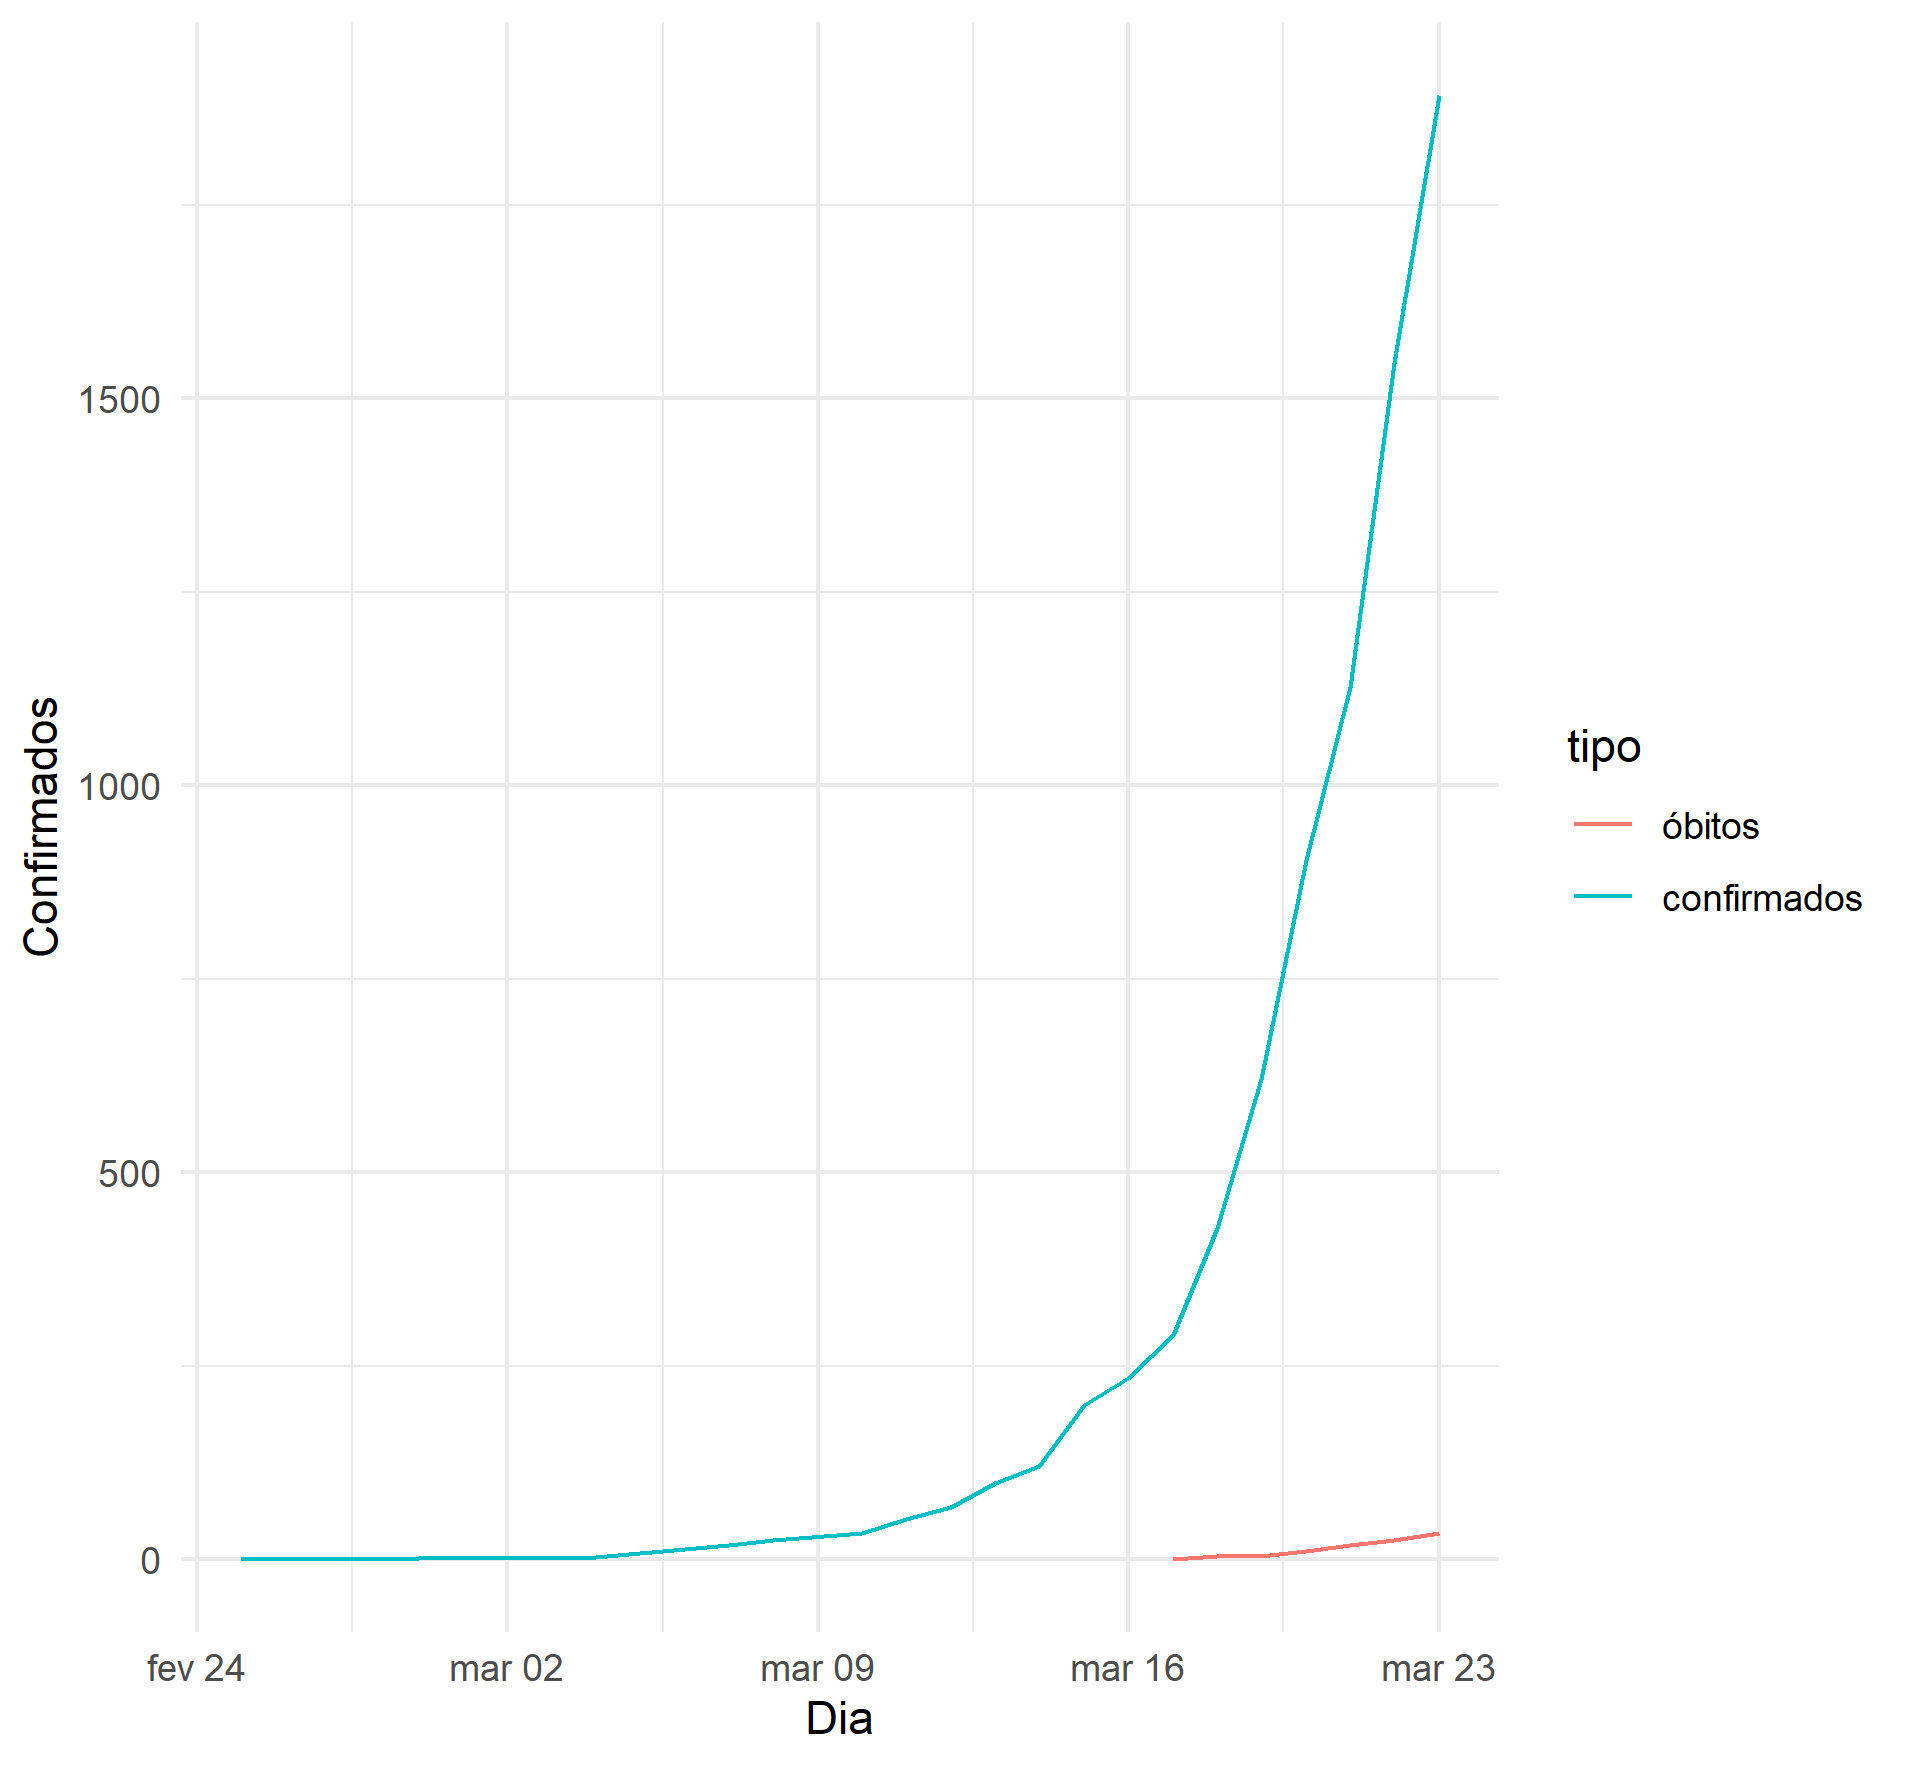 Confirmados
1500
1000
500
0
fev 24
mar 02
mar 09
mar 16
mar 23
Dia
tipo
óbitos
confirmados